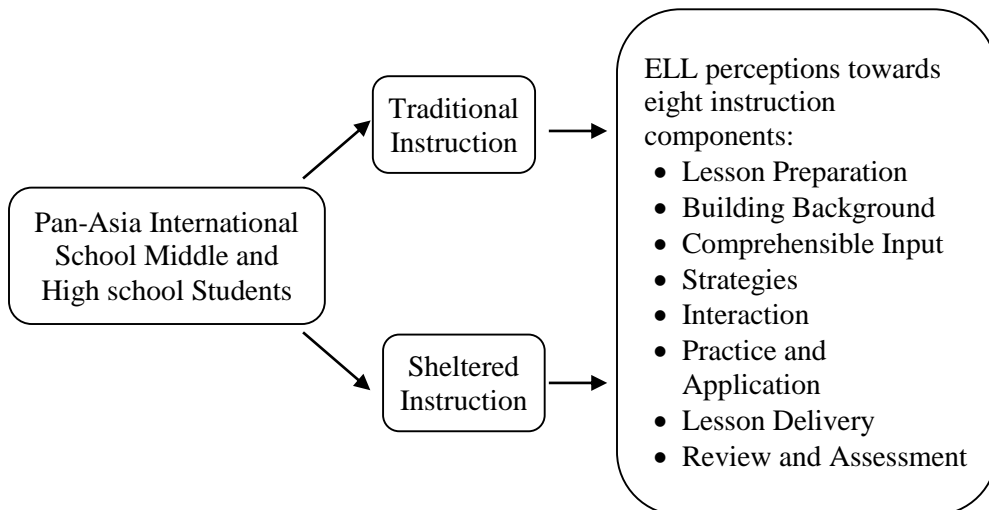 Pan-Asia International
School Middle and
High school Students
Traditional
Instruction
Sheltered
Instruction
ELL perceptions towards
eight instruction
components:
• Lesson Preparation
• Building Background
• Comprehensible Input
• Strategies
• Interaction
• Practice and
Application
• Lesson Delivery
• Review and Assessment